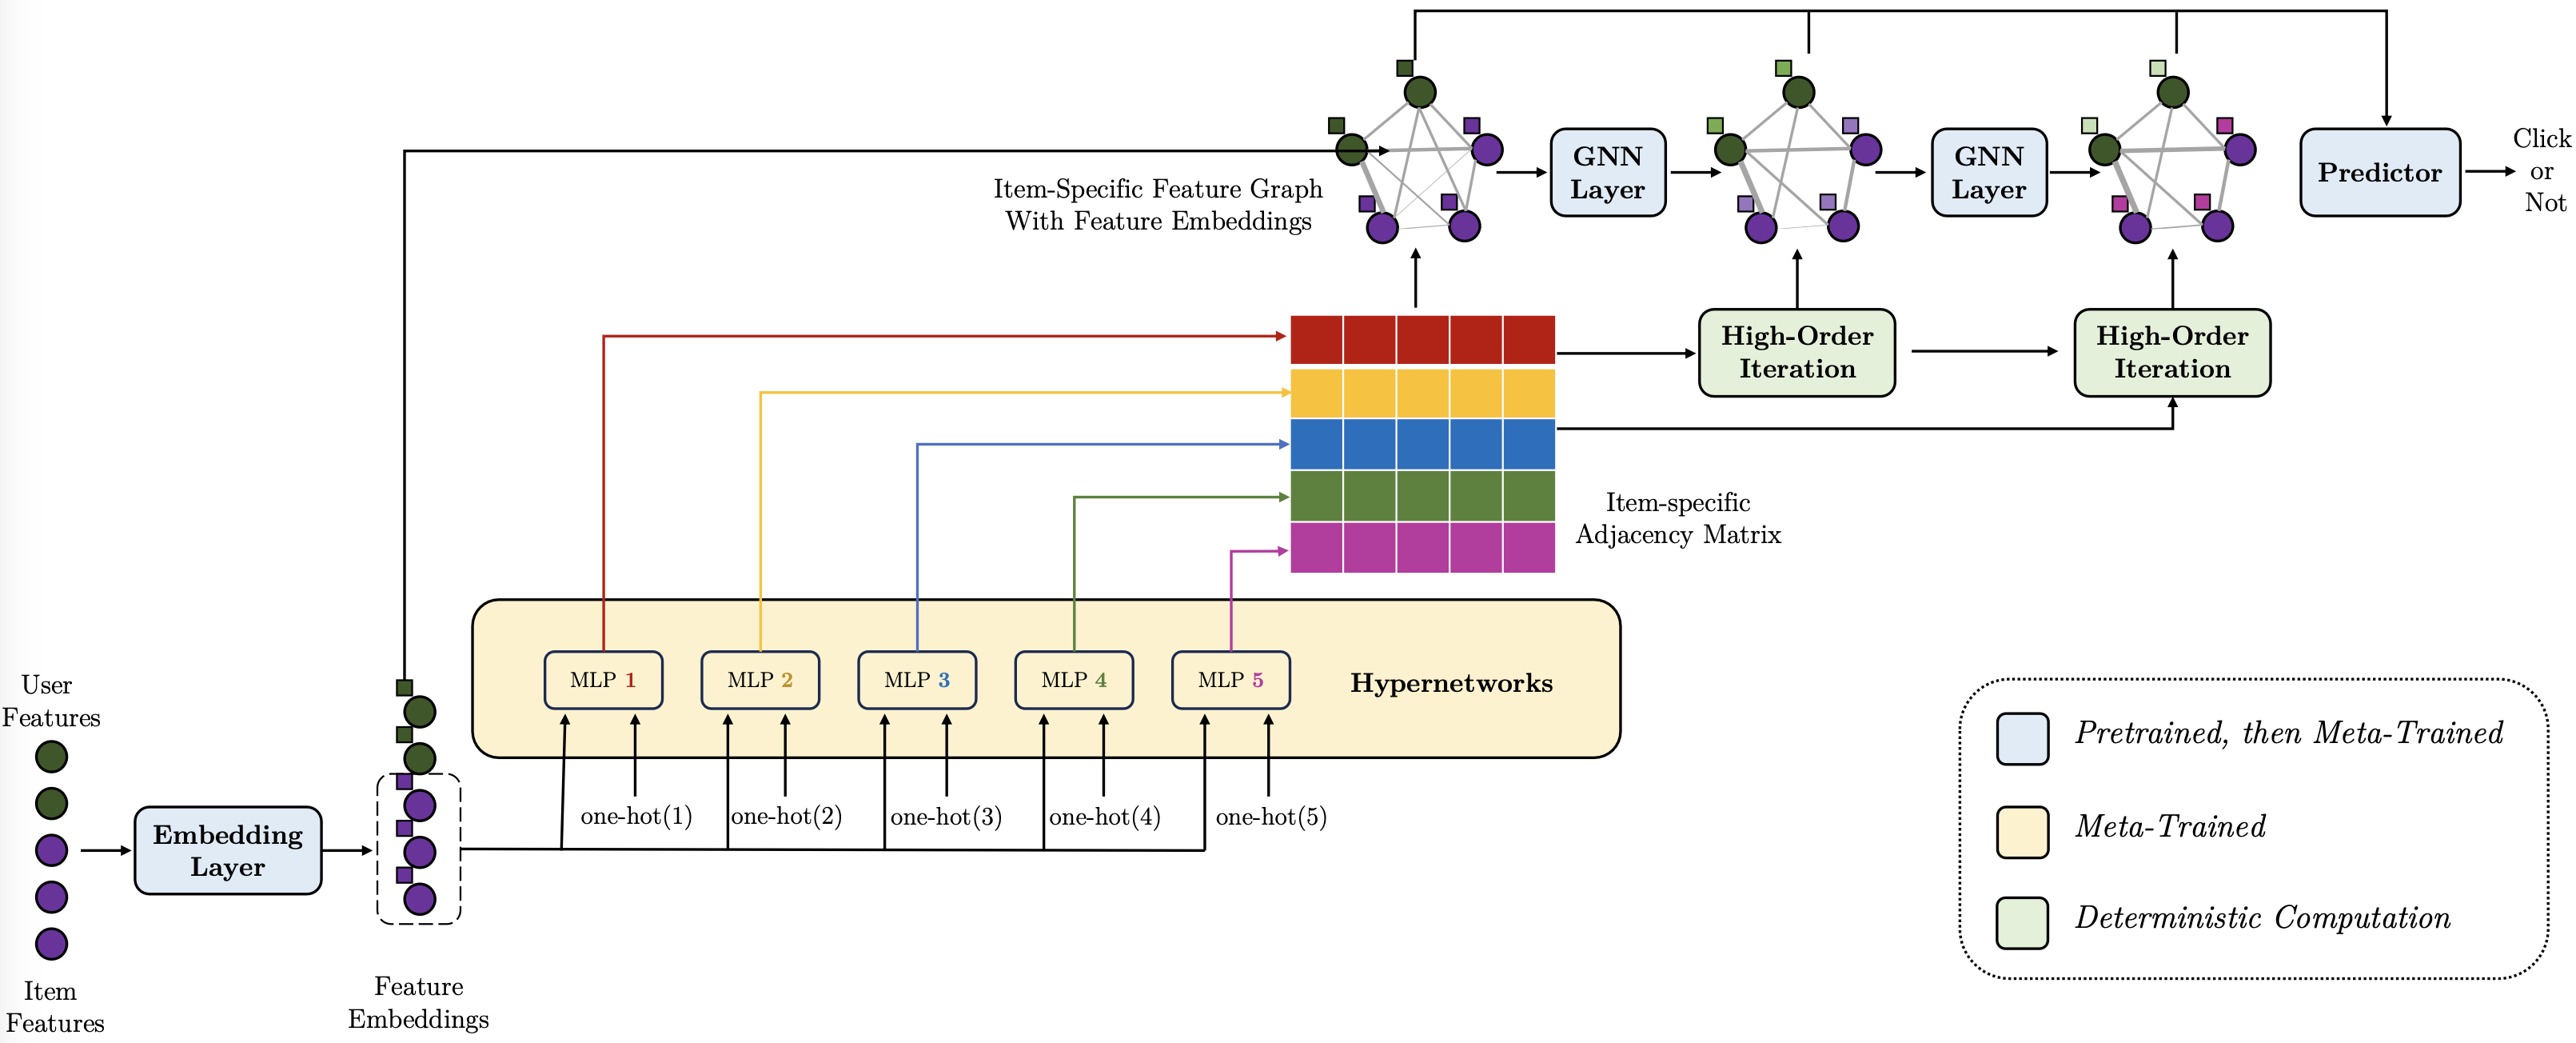 Item-Specific Feature Graph
With Feature Embeddings
GNN
Layer
GNN
Layer
Predictor
Click
or
Not
High-Order
Iteration
High-Order
Iteration
Item-specific
Adjacency Matrix
MLP 1
MLP 2
MLP 3
MLP 4
MLP 5
Hypernetworks
one-hot(1)
one-hot(2)
one-hot(3)
one-hot(4)
one-hot(5)
User
Features
Embedding
Layer
Item
Features
Feature
Embeddings
Pretrained, then Meta-Trained
Meta-Trained
Deterministic Computation